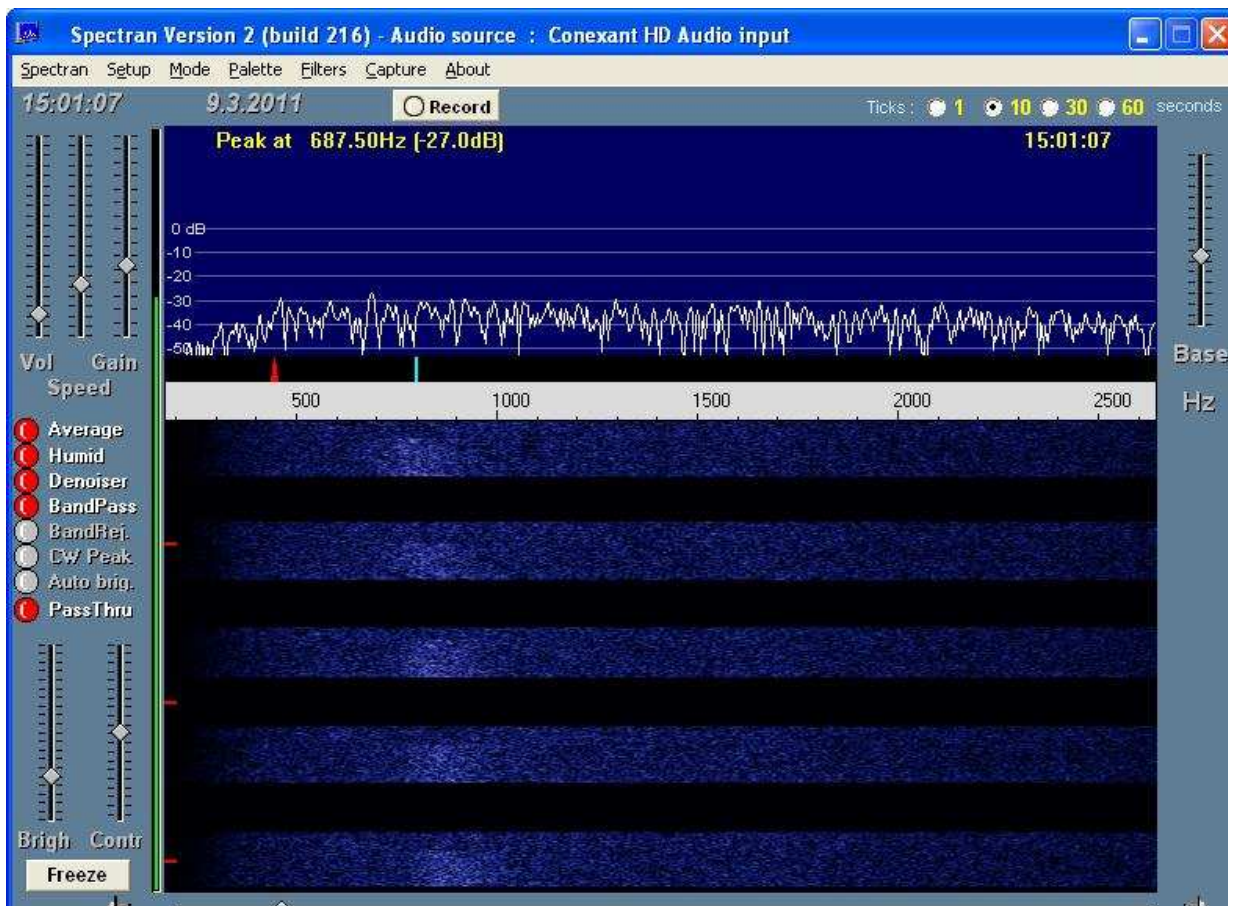 Spectran Version 2 (build 216) - Audio source : Conexant HD Audio input
Spectran Setup Mode Palette Filters Capture About
15:01:07 9.3.2011 Record Ticks : 1 10 30 60 seconds
Peak at 687.50Hz (-27.0dB) 15:01:07
0 dB
-10
-20
-30
-40
-50
Vol Gain
Speed
Base
500 1000 1500 2000 2500 Hz
Average
Humid
Denoiser
BandPass
BandRej.
CW Peak
Auto brig.
PassThru
Brigh Contr
Freeze